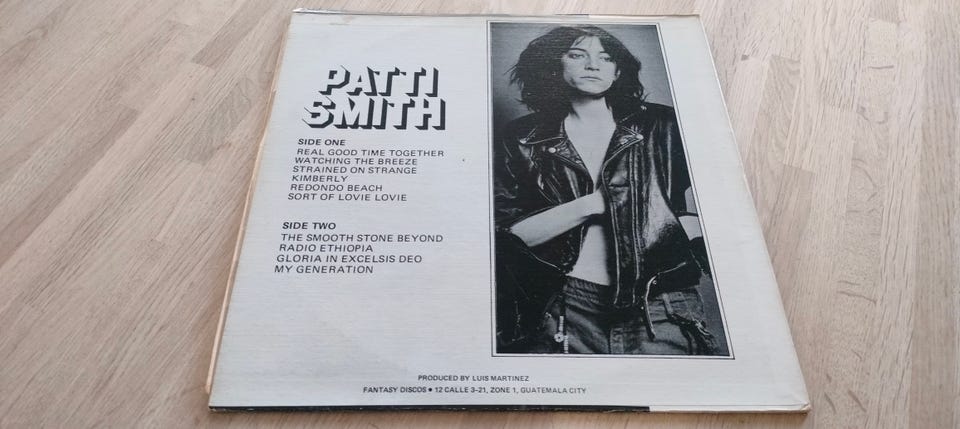 PATTI
SMITH
SIDE ONE
REAL GOOD TIME TOGETHER
WATCHING THE BREEZE
STRAINED ON STRANGE
KIMBERLY
REDONDO BEACH
SORT OF LOVIE LOVIE
SIDE TWO
THE SMOOTH STONE BEYOND
RADIO ETHIOPIA
GLORIA IN EXCELSIS DEO
MY GENERATION
PRODUCED BY LUIS MARTINEZ
FANTASY DISCOS • 12 CALLE 3-21, ZONE 1, GUATEMALA CITY